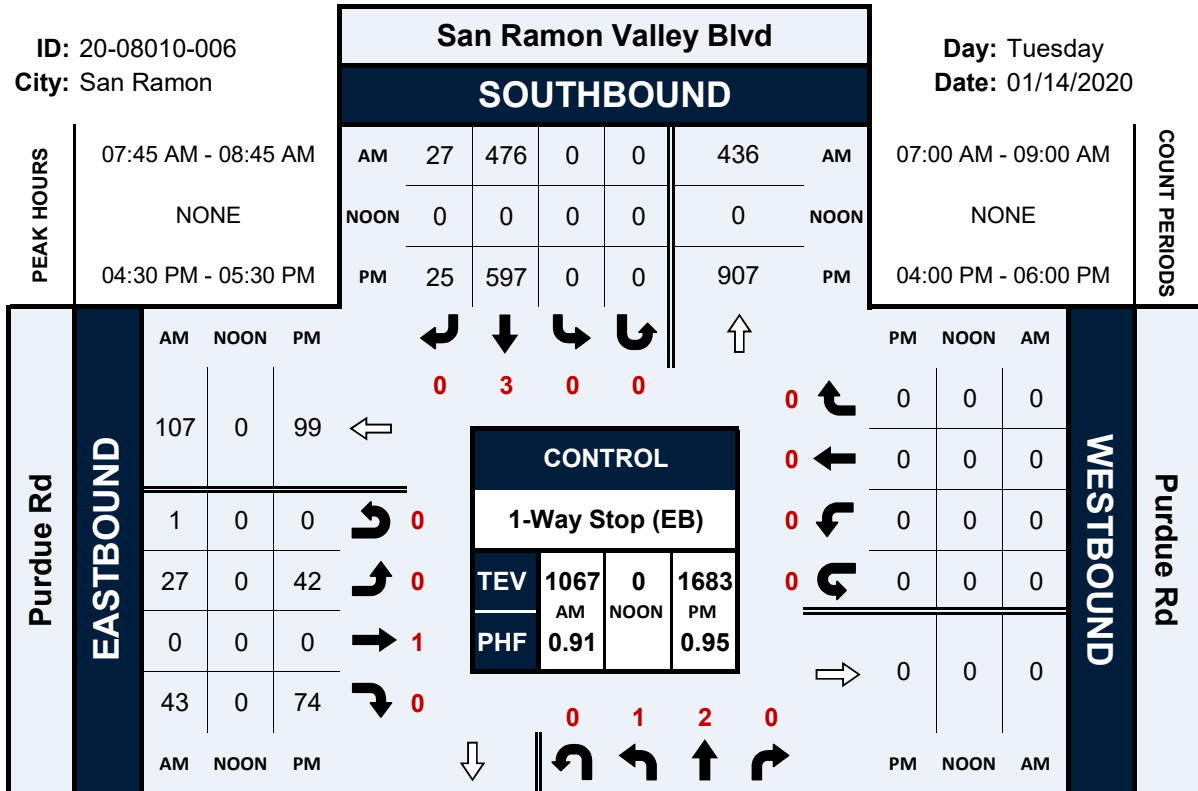 San Ramon Valley Blvd
ID: 20-08010-006
Day: Tuesday
City: San Ramon
Date: 01/14/2020
SOUTHBOUND
PEAK HOURS
07:45 AM - 08:45 AM
NONE
04:30 PM - 05:30 PM
AM 27 476 0 0 436 AM
NOON 0 0 0 0 0 NOON
PM 25 597 0 0 907 PM
07:00 AM - 09:00 AM
NONE
04:00 PM - 06:00 PM
COUNT PERIODS
0 3 0 0
Purdue Rd
EASTBOUND
AM NOON PM
107 0 99
1 0 0 0
27 0 42 0
0 0 0 1
43 0 74 0
AM NOON PM
CONTROL
1-Way Stop (EB)
TEV 1067 0 1683
AM NOON PM
PHF 0.91 0.95
PM NOON AM
0 0 0 0
0 0 0 0
0 0 0 0
0 0 0 0
0 0 0
PM NOON AM
WESTBOUND
Purdue Rd
0 1 2 0